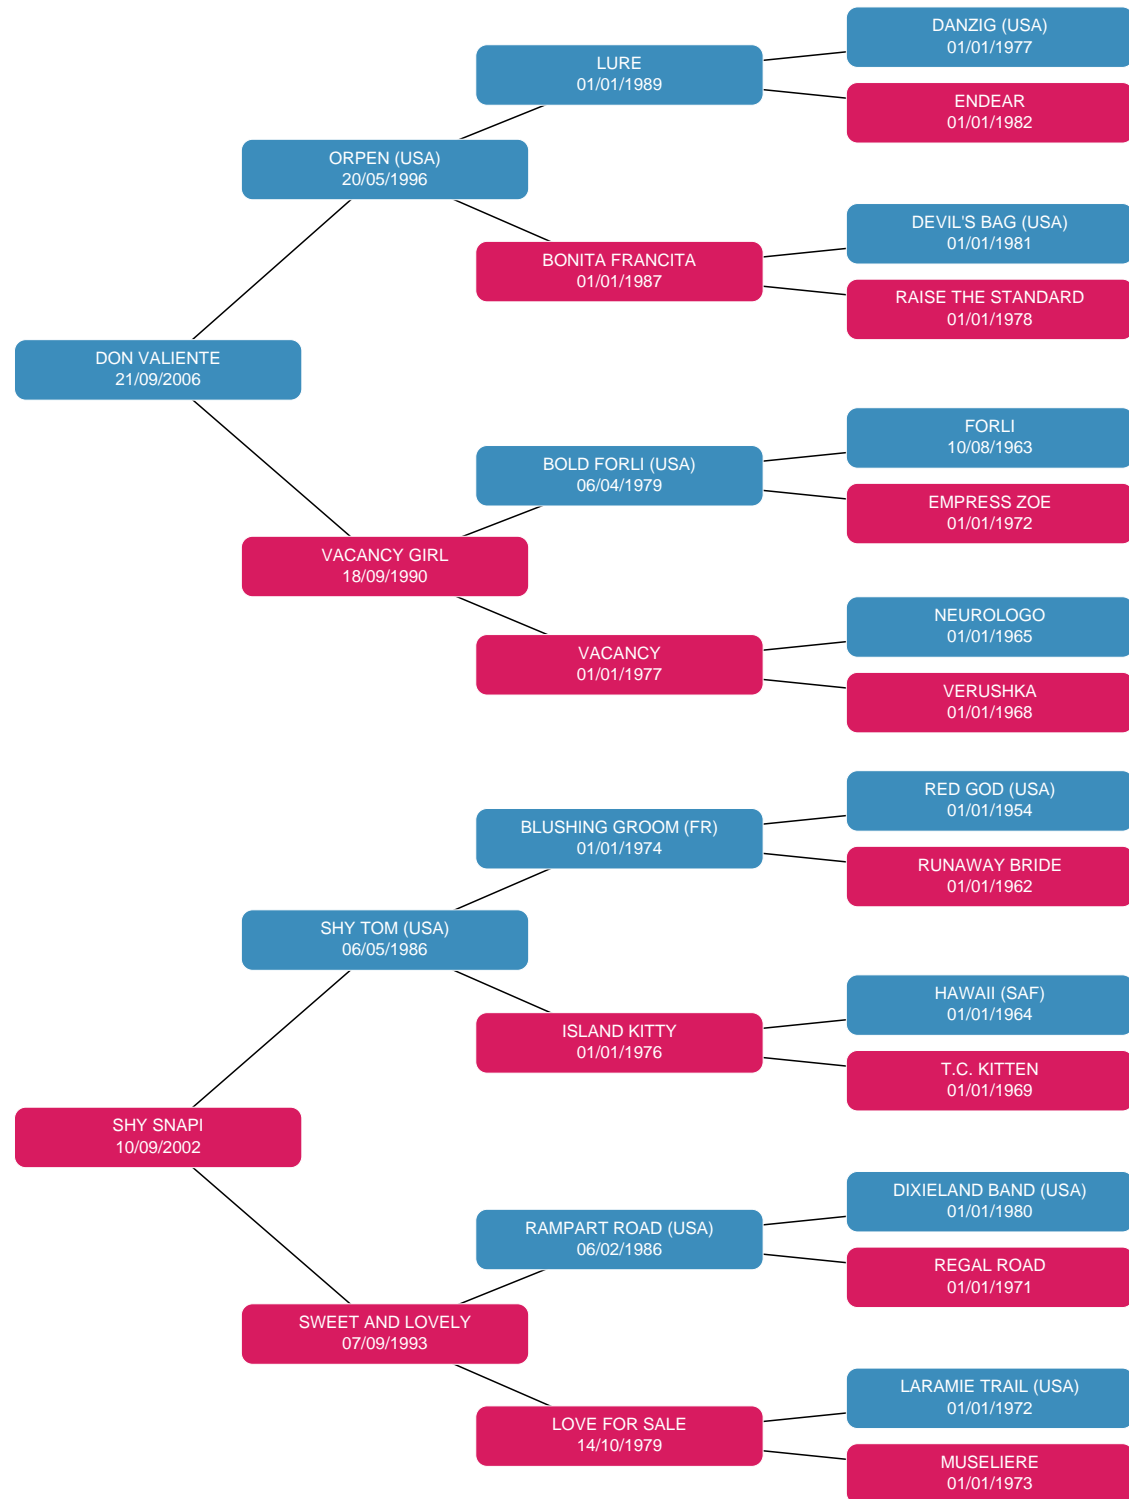 DANZIG (USA)
01/01/1977
LURE
01/01/1989
ENDEAR
01/01/1982
ORPEN (USA)
20/05/1996
DEVIL'S BAG (USA)
01/01/1981
BONITA FRANCITA
01/01/1987
RAISE THE STANDARD
01/01/1978
DON VALIENTE
21/09/2006
FORLI
10/08/1963
BOLD FORLI (USA)
06/04/1979
EMPRESS ZOE
01/01/1972
VACANCY GIRL
18/09/1990
NEUROLOGO
01/01/1965
VACANCY
01/01/1977
VERUSHKA
01/01/1968
RED GOD (USA)
01/01/1954
BLUSHING GROOM (FR)
01/01/1974
RUNAWAY BRIDE
01/01/1962
SHY TOM (USA)
06/05/1986
HAWAII (SAF)
01/01/1964
ISLAND KITTY
01/01/1976
T.C. KITTEN
01/01/1969
SHY SNAPI
10/09/2002
DIXIELAND BAND (USA)
01/01/1980
RAMPART ROAD (USA)
06/02/1986
REGAL ROAD
01/01/1971
SWEET AND LOVELY
07/09/1993
LARAMIE TRAIL (USA)
01/01/1972
LOVE FOR SALE
14/10/1979
MUSELIERE
01/01/1973